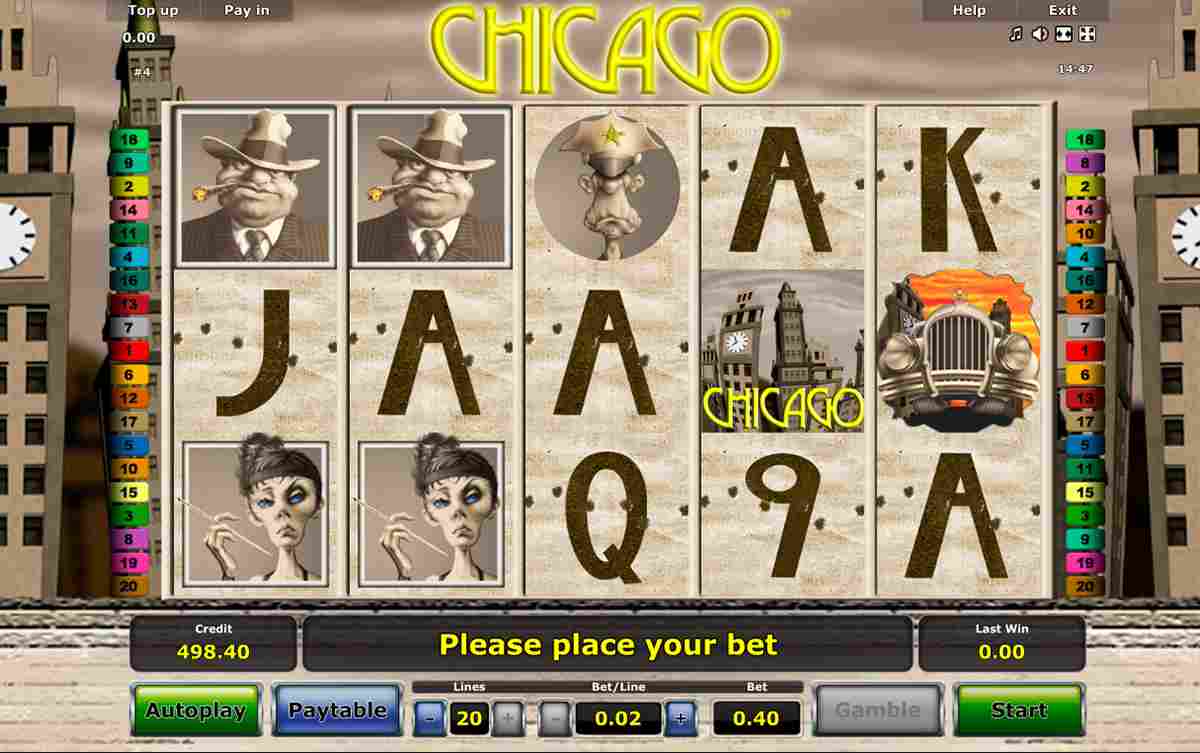 Top up Pay in
CHICAGO™
Help Exit
0.00
#4
14:47
18
9
2
14
11
4
16
13
7
1
6
12
17
5
10
15
3
8
19
20
A K
J A A
CHICAGO
Q 9 A
18
8
2
14
10
4
16
12
7
1
6
13
17
5
11
15
3
9
19
20
Credit
498.40
Please place your bet
Last Win
0.00
Autoplay
Paytable
Lines Bet/Line Bet
- 20 + - 0.02 + 0.40
Gamble
Start